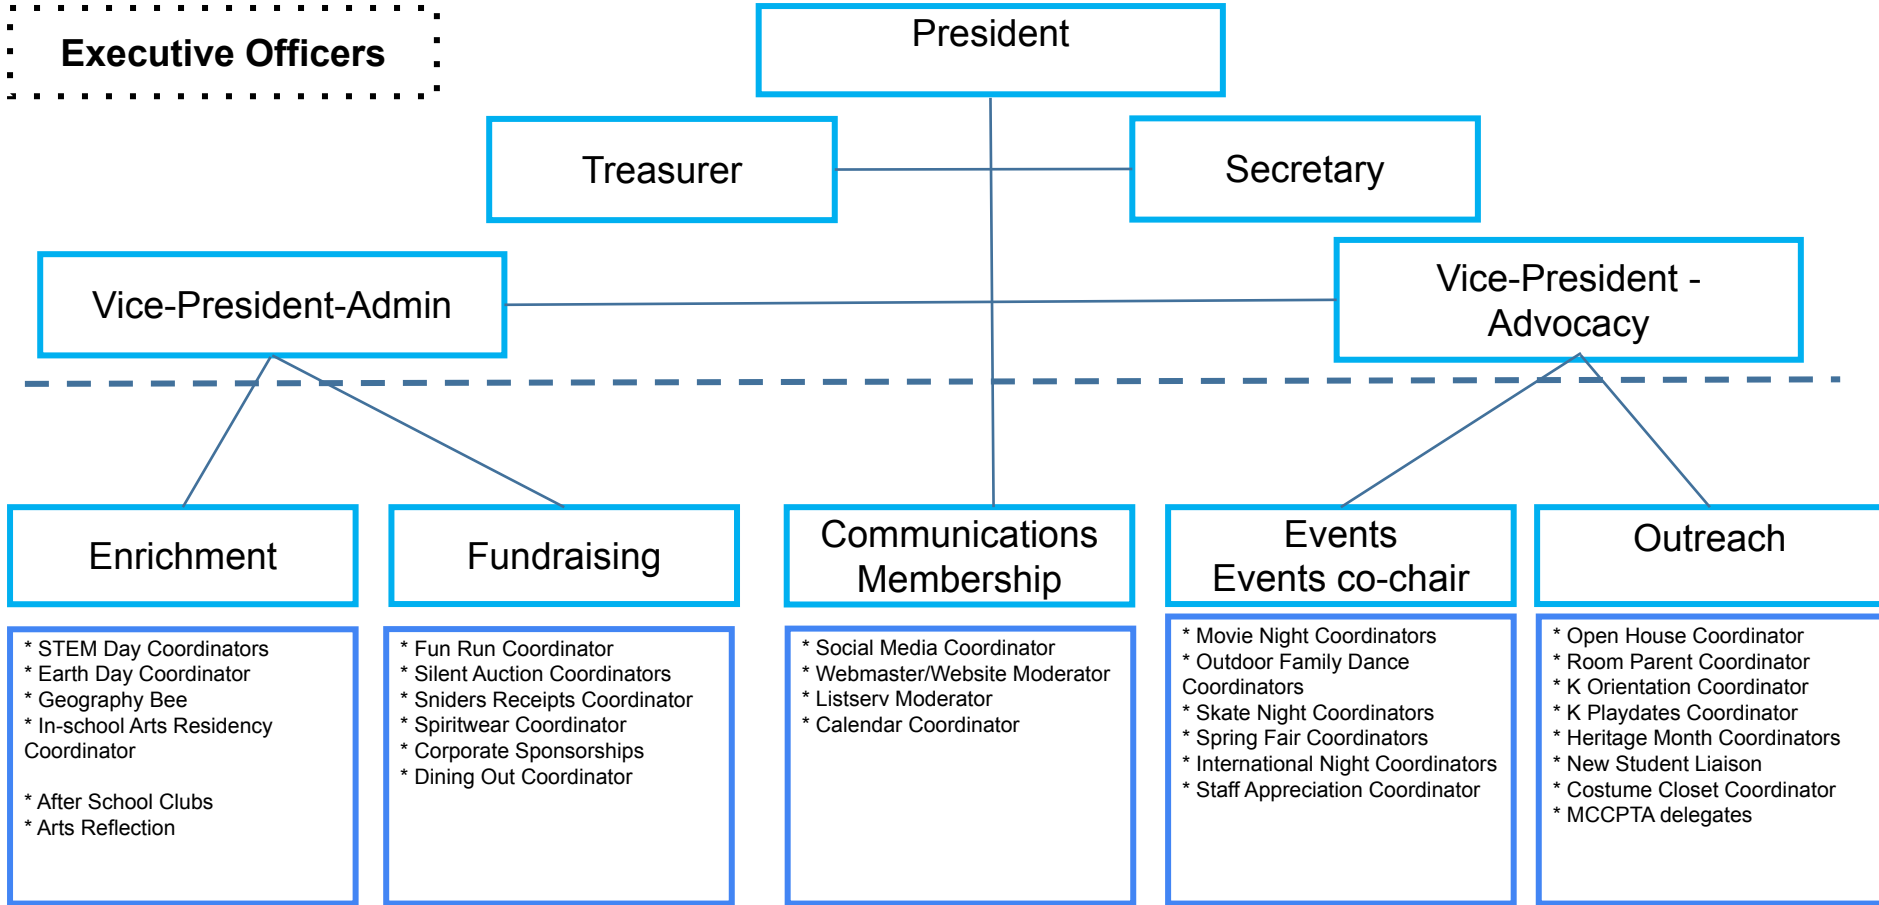 Executive Officers
President
Treasurer
Secretary
Vice-President-Admin
Vice-President -
Advocacy
Enrichment
Fundraising
Communications
Membership
Events
Events co-chair
Outreach
* STEM Day Coordinators
* Earth Day Coordinator
* Geography Bee
* In-school Arts Residency
Coordinator
* After School Clubs
* Arts Reflection
* Fun Run Coordinator
* Silent Auction Coordinators
* Sniders Receipts Coordinator
* Spiritwear Coordinator
* Corporate Sponsorships
* Dining Out Coordinator
* Social Media Coordinator
* Webmaster/Website Moderator
* Listserv Moderator
* Calendar Coordinator
* Movie Night Coordinators
* Outdoor Family Dance
Coordinators
* Skate Night Coordinators
* Spring Fair Coordinators
* International Night Coordinators
* Staff Appreciation Coordinator
* Open House Coordinator
* Room Parent Coordinator
* K Orientation Coordinator
* K Playdates Coordinator
* Heritage Month Coordinators
* New Student Liaison
* Costume Closet Coordinator
* MCCPTA delegates